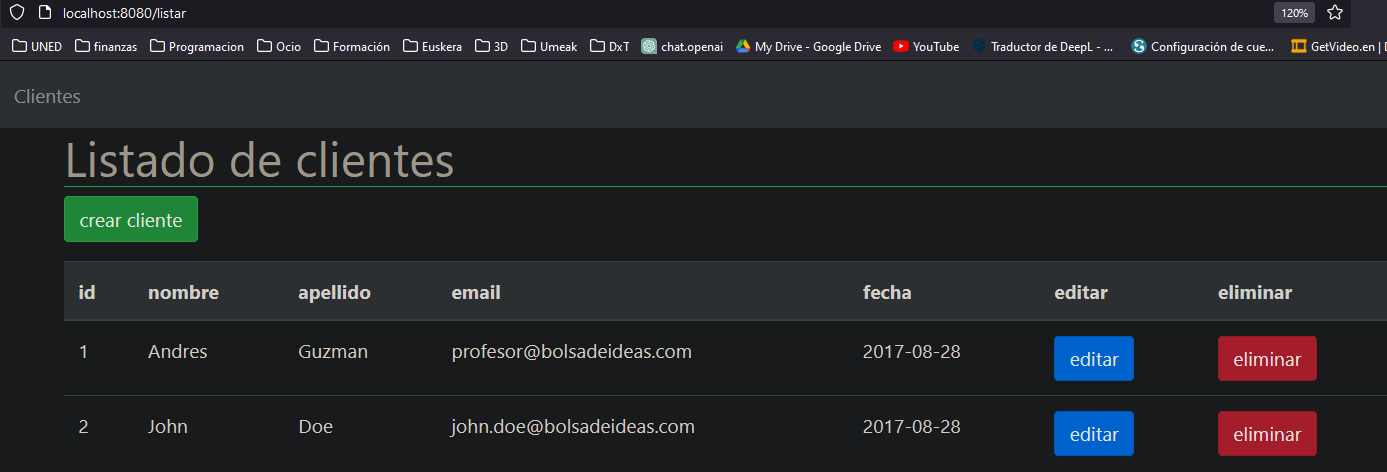 localhost:8080/listar 120%
UNED finanzas Programacion Ocio Formación Euskera 3D Umeak DxT chat.openai My Drive - Google Drive YouTube Traductor de DeepL - ... Configuración de cue... GetVideo.en |
Clientes
Listado de clientes
crear cliente
id nombre apellido email fecha editar eliminar
1 Andres Guzman profesor@bolsadeideas.com 2017-08-28 editar eliminar
2 John Doe john.doe@bolsadeideas.com 2017-08-28 editar eliminar